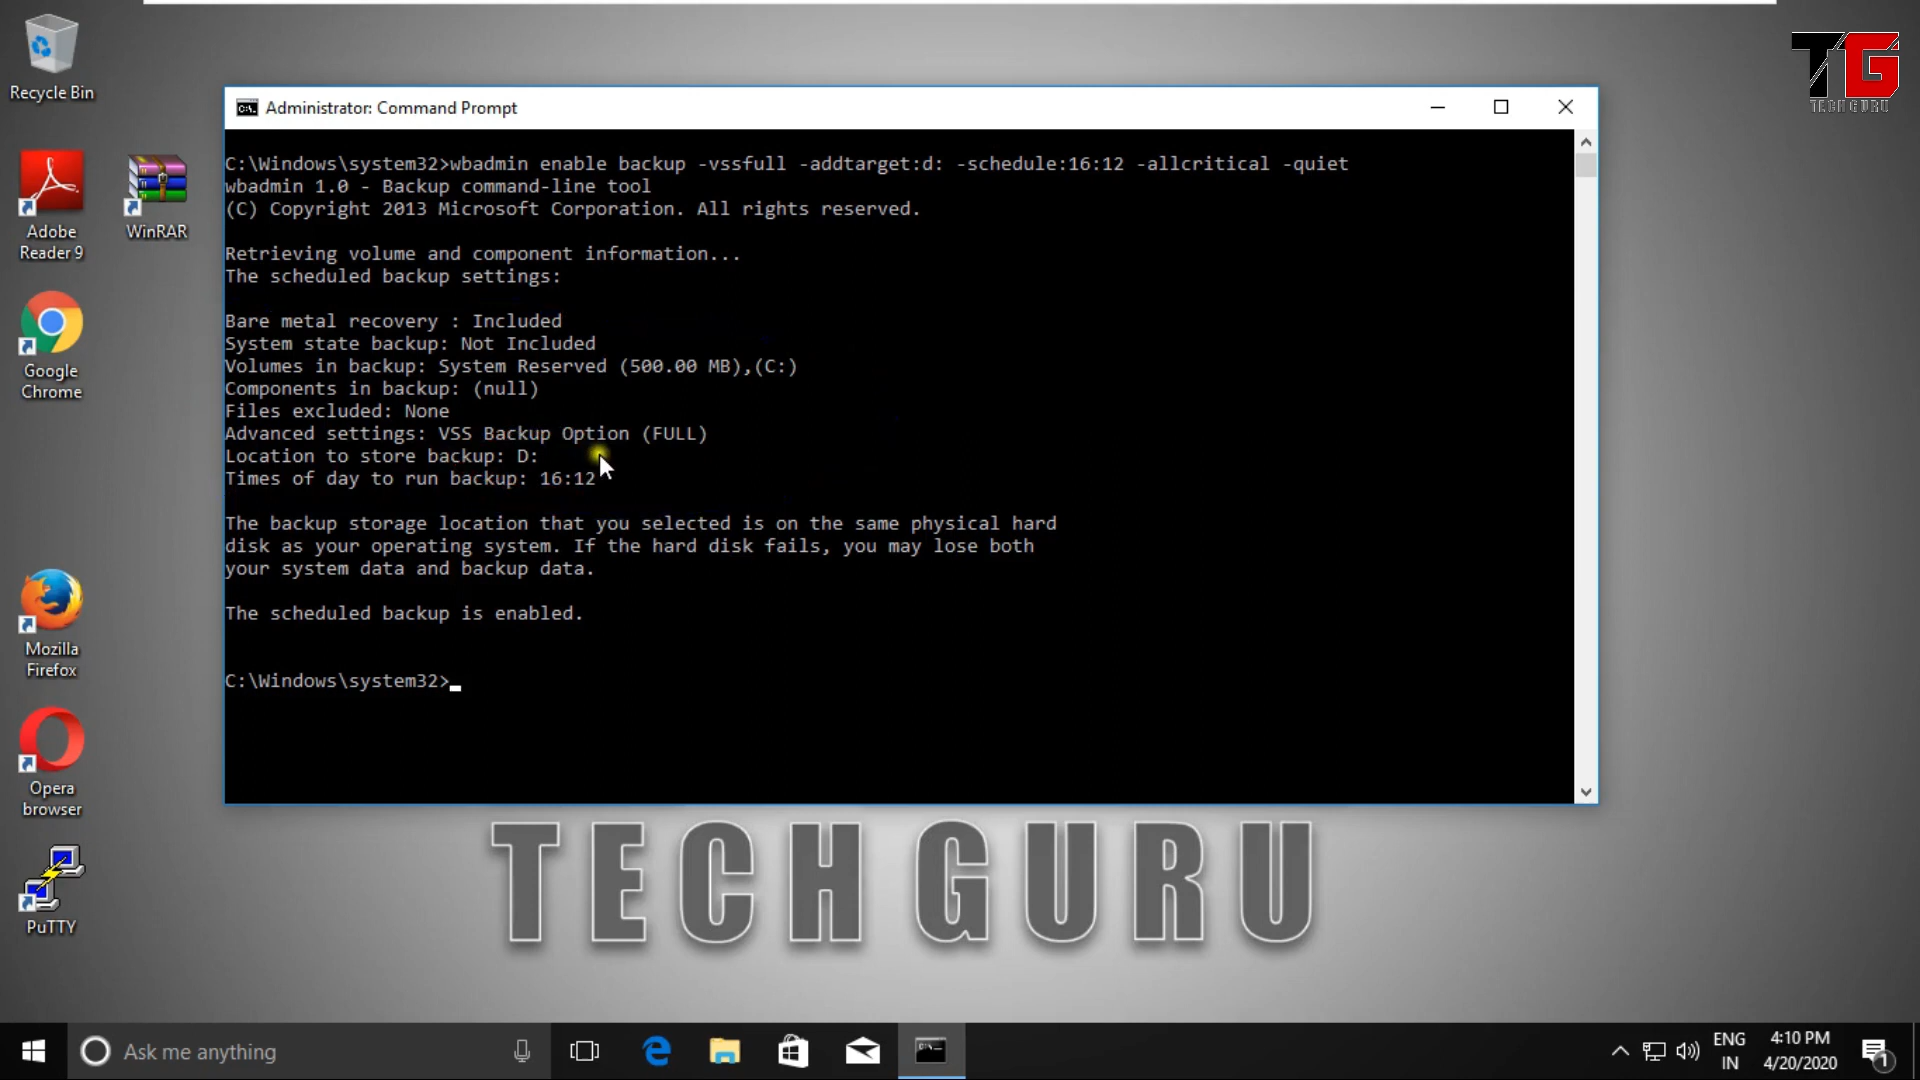 Recycle Bin
Adobe
Reader 9
WinRAR
Google
Chrome
Mozilla
Firefox
Opera
browser
PuTTY
TG
TECH GURU
Administrator: Command Prompt
C:\Windows\system32>wbadmin enable backup -vssfull -addtarget:d: -schedule:16:12 -allcritical -quiet
wbadmin 1.0 - Backup command-line tool
(C) Copyright 2013 Microsoft Corporation. All rights reserved.
Retrieving volume and component information...
The scheduled backup settings:
Bare metal recovery : Included
System state backup: Not Included
Volumes in backup: System Reserved (500.00 MB),(C:)
Components in backup: (null)
Files excluded: None
Advanced settings: VSS Backup Option (FULL)
Location to store backup: D:
Times of day to run backup: 16:12
The backup storage location that you selected is on the same physical hard
disk as your operating system. If the hard disk fails, you may lose both
your system data and backup data.
The scheduled backup is enabled.
C:\Windows\system32>
TECH GURU
Ask me anything
ENG
IN
4:10 PM
4/20/2020
1